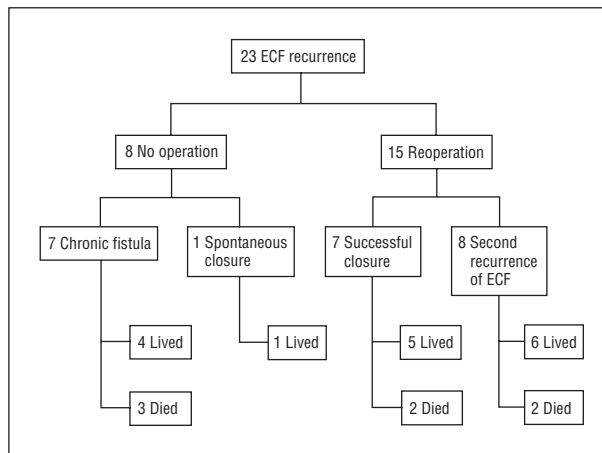 23 ECF recurrence
8 No operation
15 Reoperation
7 Chronic fistula
1 Spontaneous
closure
7 Successful
closure
8 Second
recurrence
of ECF
4 Lived
1 Lived
5 Lived
6 Lived
3 Died
2 Died
2 Died